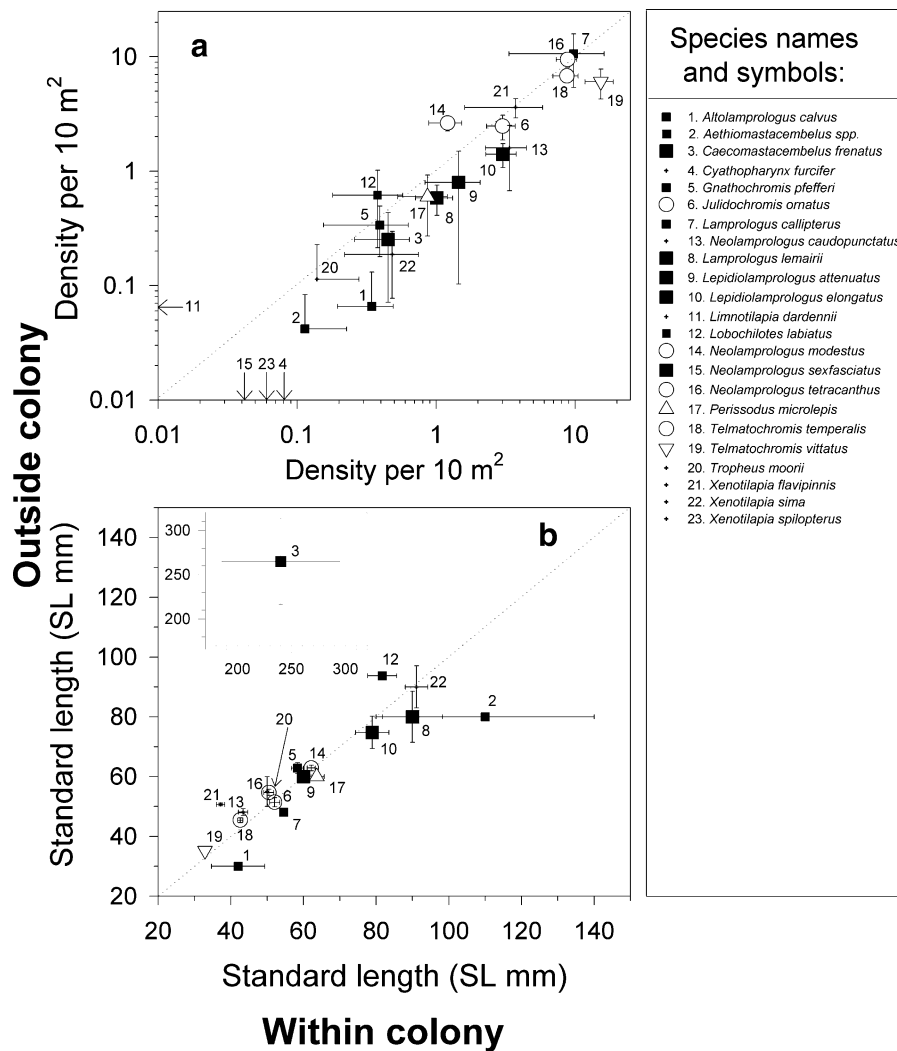 a
Density per 10 m2
10
1
0.1
0.01
16
7
18
19
21
14
6
13
10
9
12
17
8
5
3
20
22
1
2
11
15 23 4
0.01 0.1 1 10
Density per 10 m2
Outside colony
b
Standard length (SL mm)
140
120
100
80
60
40
20
300
250
200
3
200 250 300
12
22
2
8
10
20
5
14
16
6
9
17
7
21
13
18
19
1
20 40 60 80 100 120 140
Standard length (SL mm)
Within colony
Species names
and symbols:
1. Altolamprologus calvus
2. Aethiomastacembelus spp.
3. Caecomastacembelus frenatus
4. Cyathopharynx furcifer
5. Gnathochromis pfefferi
6. Julidochromis ornatus
7. Lamprologus callipterus
13. Neolamprologus caudopunctatus
8. Lamprologus lemairii
9. Lepidiolamprologus attenuatus
10. Lepidiolamprologus elongatus
11. Limnotilapia dardennii
12. Lobochilotes labiatus
14. Neolamprologus modestus
15. Neolamprologus sexfasciatus
16. Neolamprologus tetracanthus
17. Perissodus microlepis
18. Telmatochromis temperalis
19. Telmatochromis vittatus
20. Tropheus moorii
21. Xenotilapia flavipinnis
22. Xenotilapia sima
23. Xenotilapia spilopterus